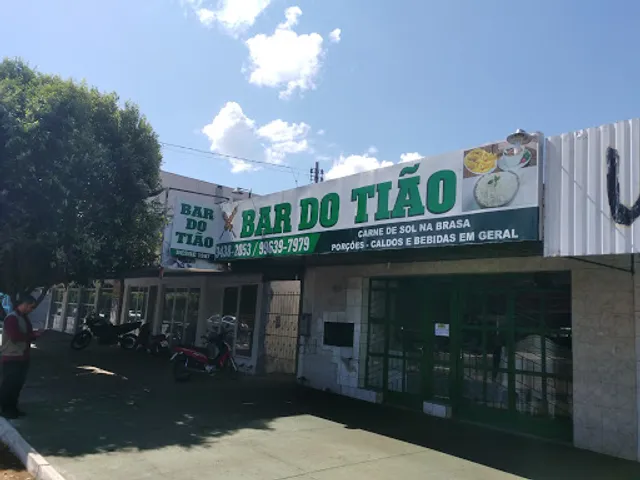 BAR
DO
TIÃO
BAR DO TIÃO
3438-2853 / 99639-7979
CARNE DE SOL NA BRASA
PORÇÕES - CALDOS E BEBIDAS EM GERAL